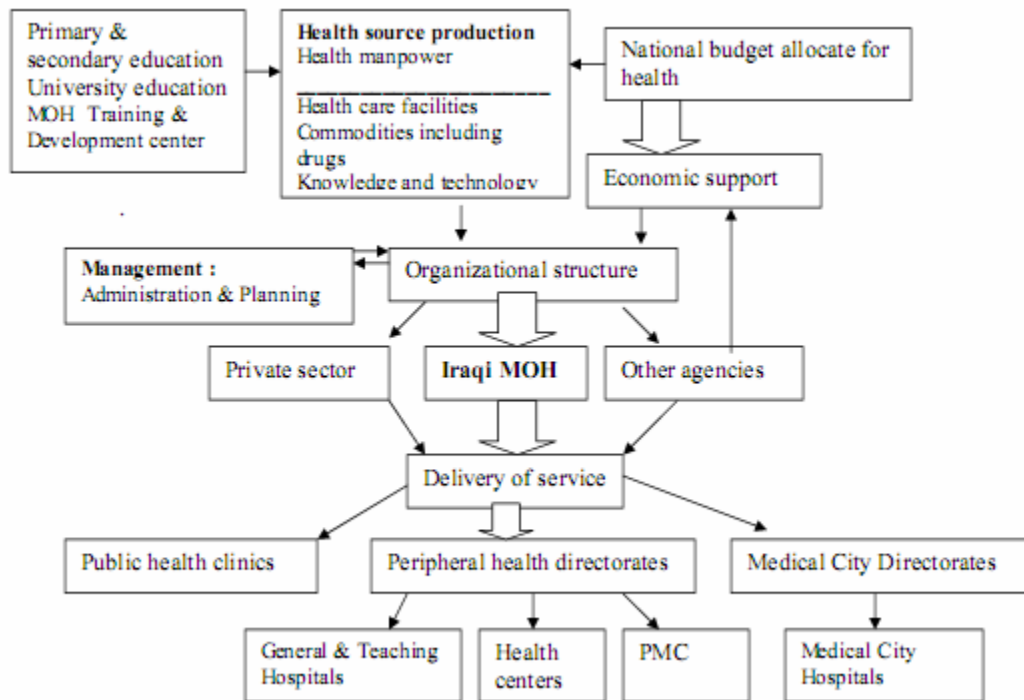 Primary &
secondary education
University education
MOH Training &
Development center
Health source production
Health manpower
Health care facilities
Commodities including
drugs
Knowledge and technology
National budget allocate for
health
Economic support
Management :
Administration & Planning
Organizational structure
Private sector
Iraqi MOH
Other agencies
Delivery of service
Public health clinics
Peripheral health directorates
Medical City Directorates
General & Teaching
Hospitals
Health
centers
PMC
Medical City
Hospitals